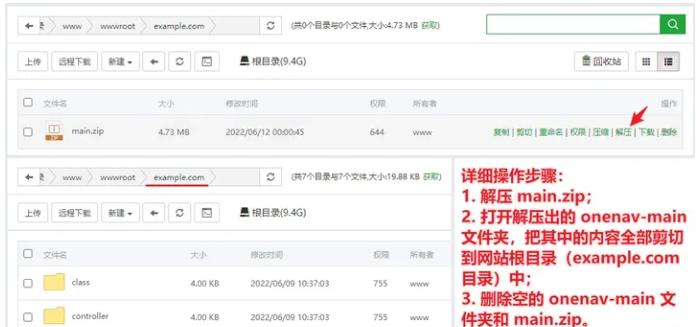 www wwwroot example.com (共0个目录与0个文件,大小:4.73 MB 获取)
上传 远程下载 新建 根目录(9.4G) 回收站
文件名 大小 修改时间 权限 所有者 操作
main.zip 4.73 MB 2022/06/12 00:00:45 644 www 复制 | 剪切 | 重命名 | 权限 | 压缩 | 解压 | 下载 | 删除
www wwwroot example.com (共7个目录与7个文件,大小:19.88 KB 获取)
上传 远程下载 新建 根目录(9.4G)
文件名 大小 修改时间 权限 所有者
class 4.00 KB 2022/06/09 10:37:03 755 www
controller 4.00 KB 2022/06/09 10:37:03 755 www
详细操作步骤：
1. 解压 main.zip；
2. 打开解压出的 onenav-main
文件夹，把其中的内容全部剪切
到网站根目录（example.com
目录）中；
3. 删除空的 onenav-main 文
件夹和 main.zip。